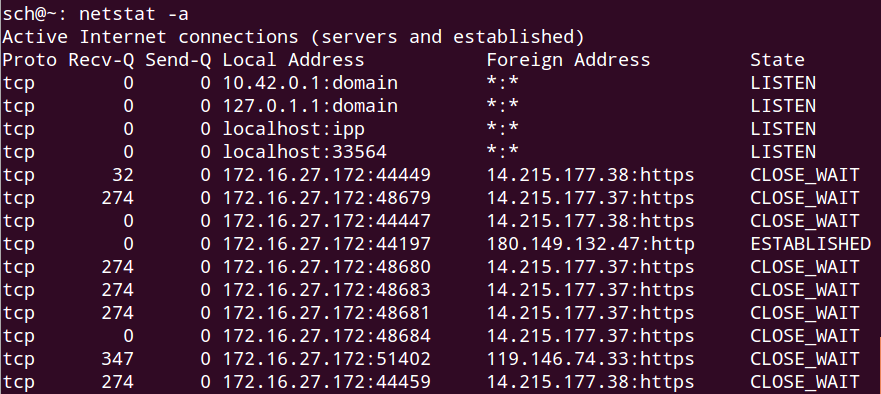 sch@~: netstat -a
Active Internet connections (servers and established)
Proto Recv-Q Send-Q Local Address           Foreign Address         State
tcp        0      0 10.42.0.1:domain        *:*                     LISTEN
tcp        0      0 127.0.1.1:domain        *:*                     LISTEN
tcp        0      0 localhost:ipp           *:*                     LISTEN
tcp        0      0 localhost:33564         *:*                     LISTEN
tcp       32      0 172.16.27.172:44449     14.215.177.38:https     CLOSE_WAIT
tcp      274      0 172.16.27.172:48679     14.215.177.37:https     CLOSE_WAIT
tcp        0      0 172.16.27.172:44447     14.215.177.38:https     CLOSE_WAIT
tcp        0      0 172.16.27.172:44197     180.149.132.47:http     ESTABLISHED
tcp      274      0 172.16.27.172:48680     14.215.177.37:https     CLOSE_WAIT
tcp      274      0 172.16.27.172:48683     14.215.177.37:https     CLOSE_WAIT
tcp      274      0 172.16.27.172:48681     14.215.177.37:https     CLOSE_WAIT
tcp        0      0 172.16.27.172:48684     14.215.177.37:https     CLOSE_WAIT
tcp      347      0 172.16.27.172:51402     119.146.74.33:https     CLOSE_WAIT
tcp      274      0 172.16.27.172:44459     14.215.177.38:https     CLOSE_WAIT